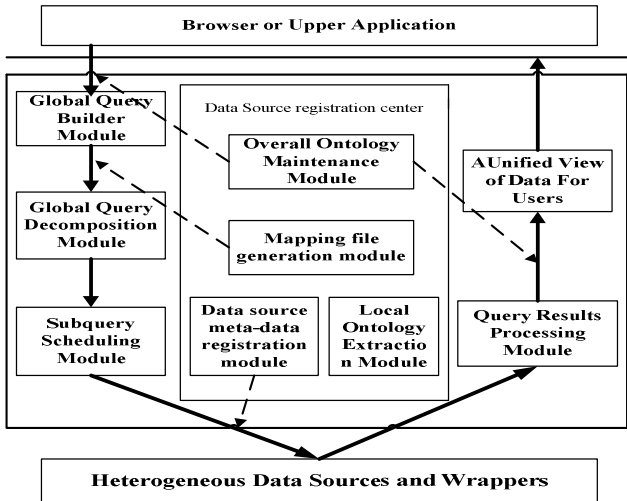 Browser or Upper Application
Global Query
Builder
Module
Data Source registration center
Overall Ontology
Maintenance
Module
AUnified View
of Data For
Users
Global Query
Decomposition
Module
Mapping file
generation module
Subquery
Scheduling
Module
Data source
meta-data
registration
module
Local
Ontology
Extractio
n Module
Query Results
Processing
Module
Heterogeneous Data Sources and Wrappers